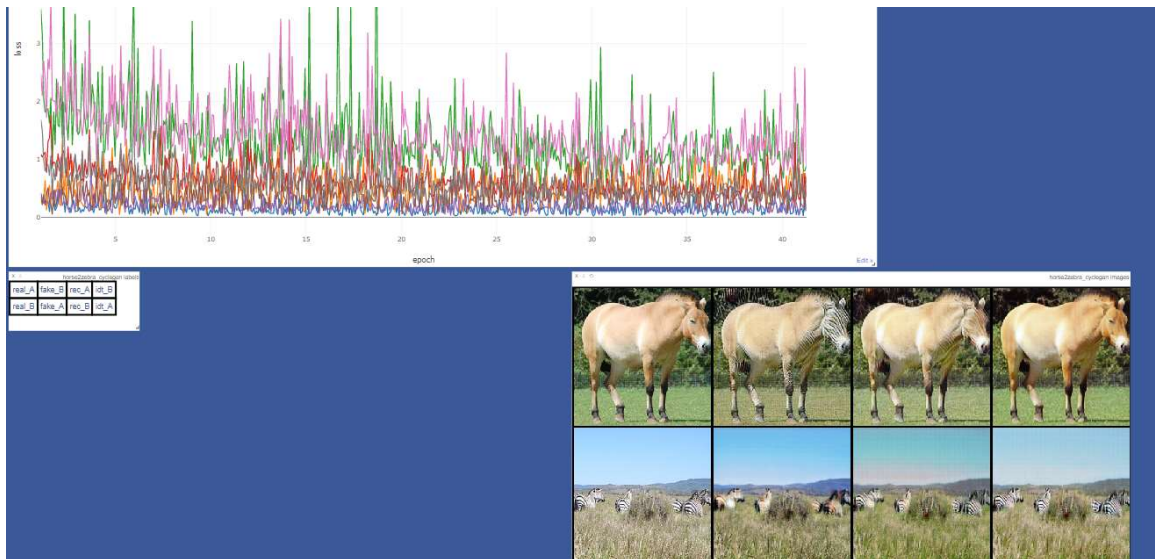 3
loss
2
1
0
5
10
15
20
25
30
35
40
epoch
Edit »
horse2zebra_cyclegan labels
real_A fake_B rec_A idt_B
real_B fake_A rec_B idt_A
horse2zebra_cyclegan images